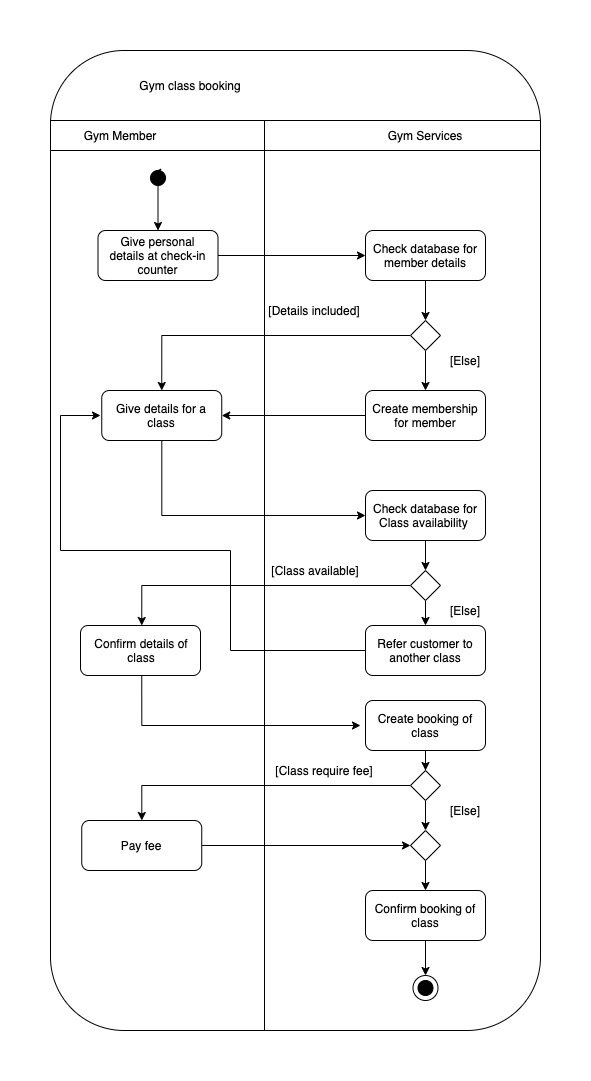 Gym class booking
Gym Member
Gym Services
Give personal
details at check-in
counter
Check database for
member details
[Details included]
[Else]
Give details for a
class
Create membership
for member
Check database for
Class availability
[Class available]
[Else]
Confirm details of
class
Refer customer to
another class
Create booking of
class
[Class require fee]
[Else]
Pay fee
Confirm booking of
class